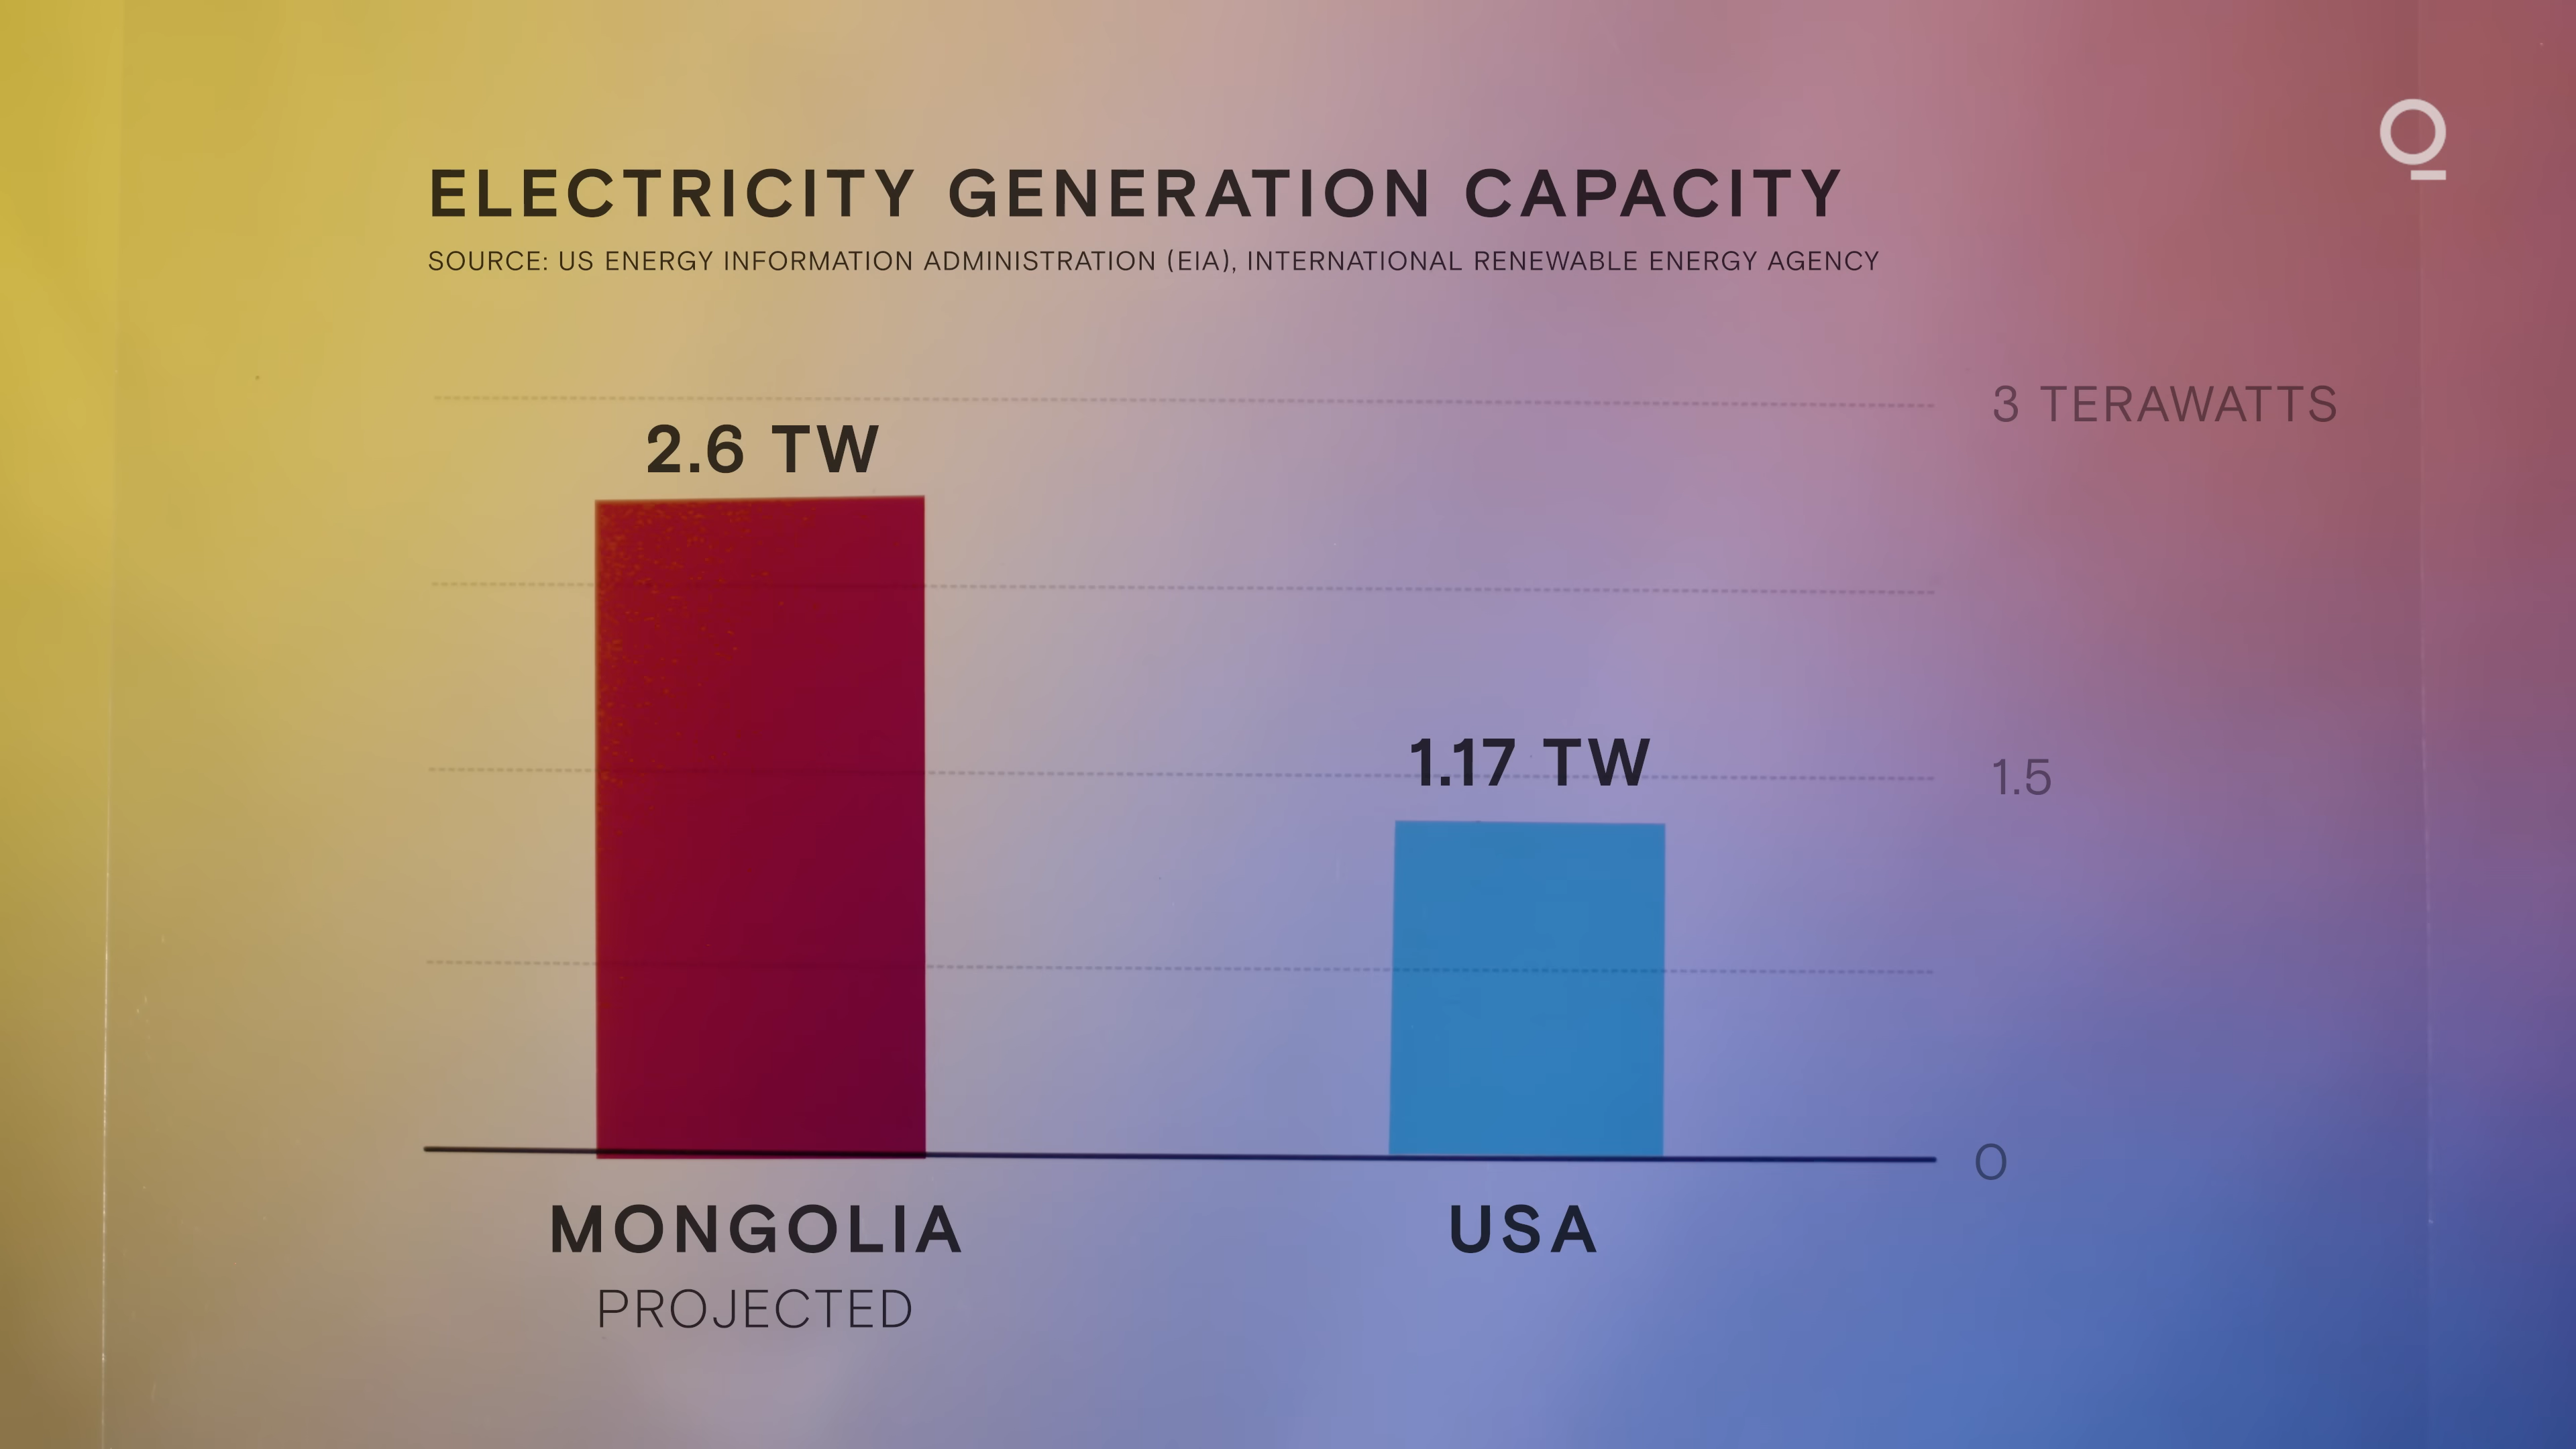 ELECTRICITY GENERATION CAPACITY
SOURCE: US ENERGY INFORMATION ADMINISTRATION (EIA), INTERNATIONAL RENEWABLE ENERGY AGENCY
3 TERAWATTS
2.6 TW
1.17 TW
1.5
0
MONGOLIA
USA
PROJECTED